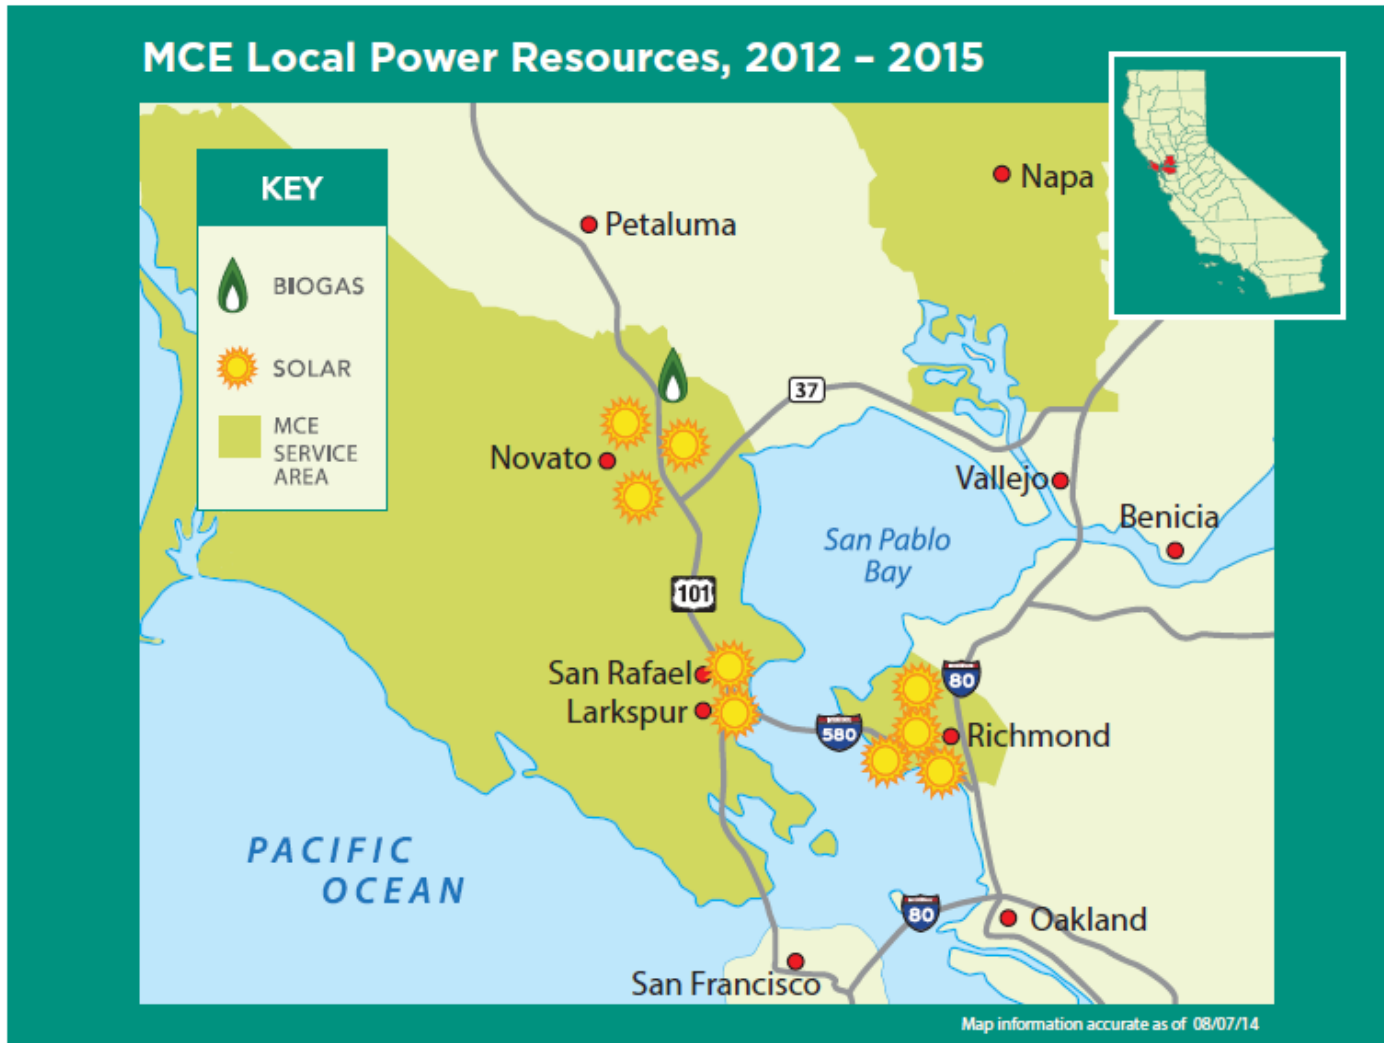 MCE Local Power Resources, 2012 – 2015
KEY
BIOGAS
SOLAR
MCE
SERVICE
AREA
Napa
Petaluma
37
Novato
Vallejo
Benicia
San Pablo
Bay
101
San Rafael
80
Larkspur
580
Richmond
PACIFIC
OCEAN
80
Oakland
San Francisco
Map information accurate as of 08/07/14